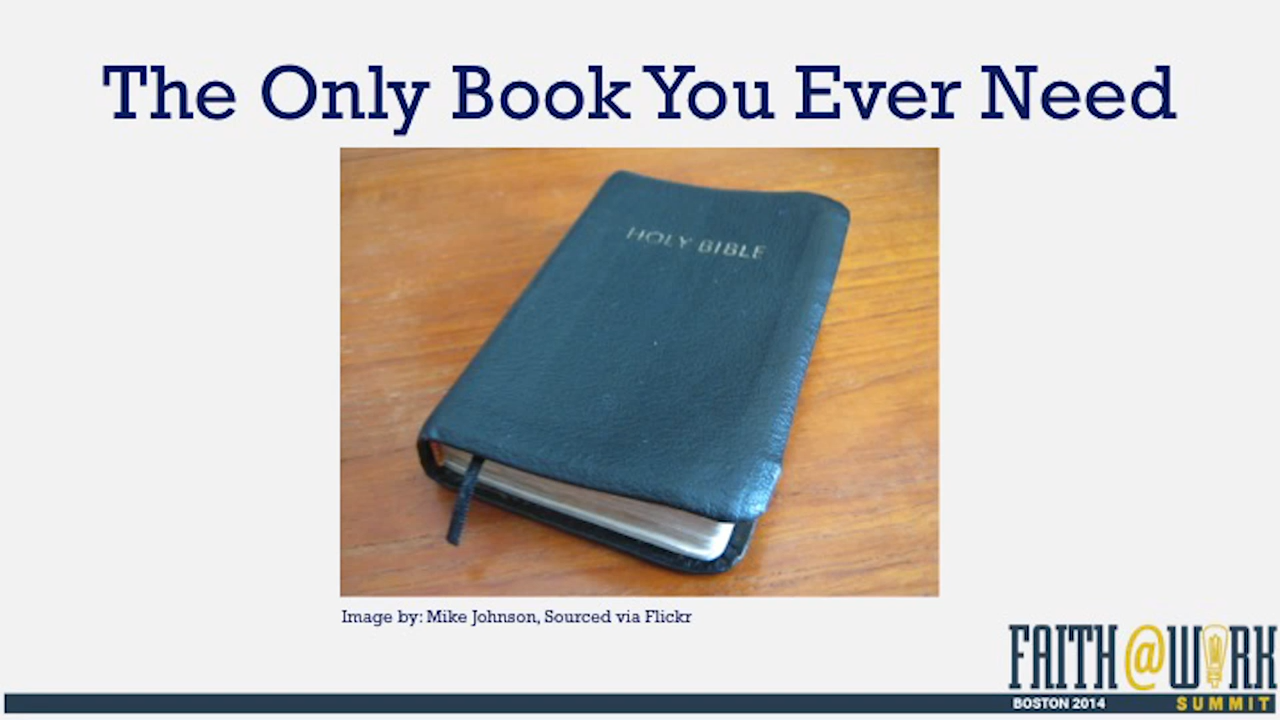 The Only Book You Ever Need
HOLY BIBLE
Image by: Mike Johnson, Sourced via Flickr
FAITH@WORK
BOSTON 2014 SUMMIT